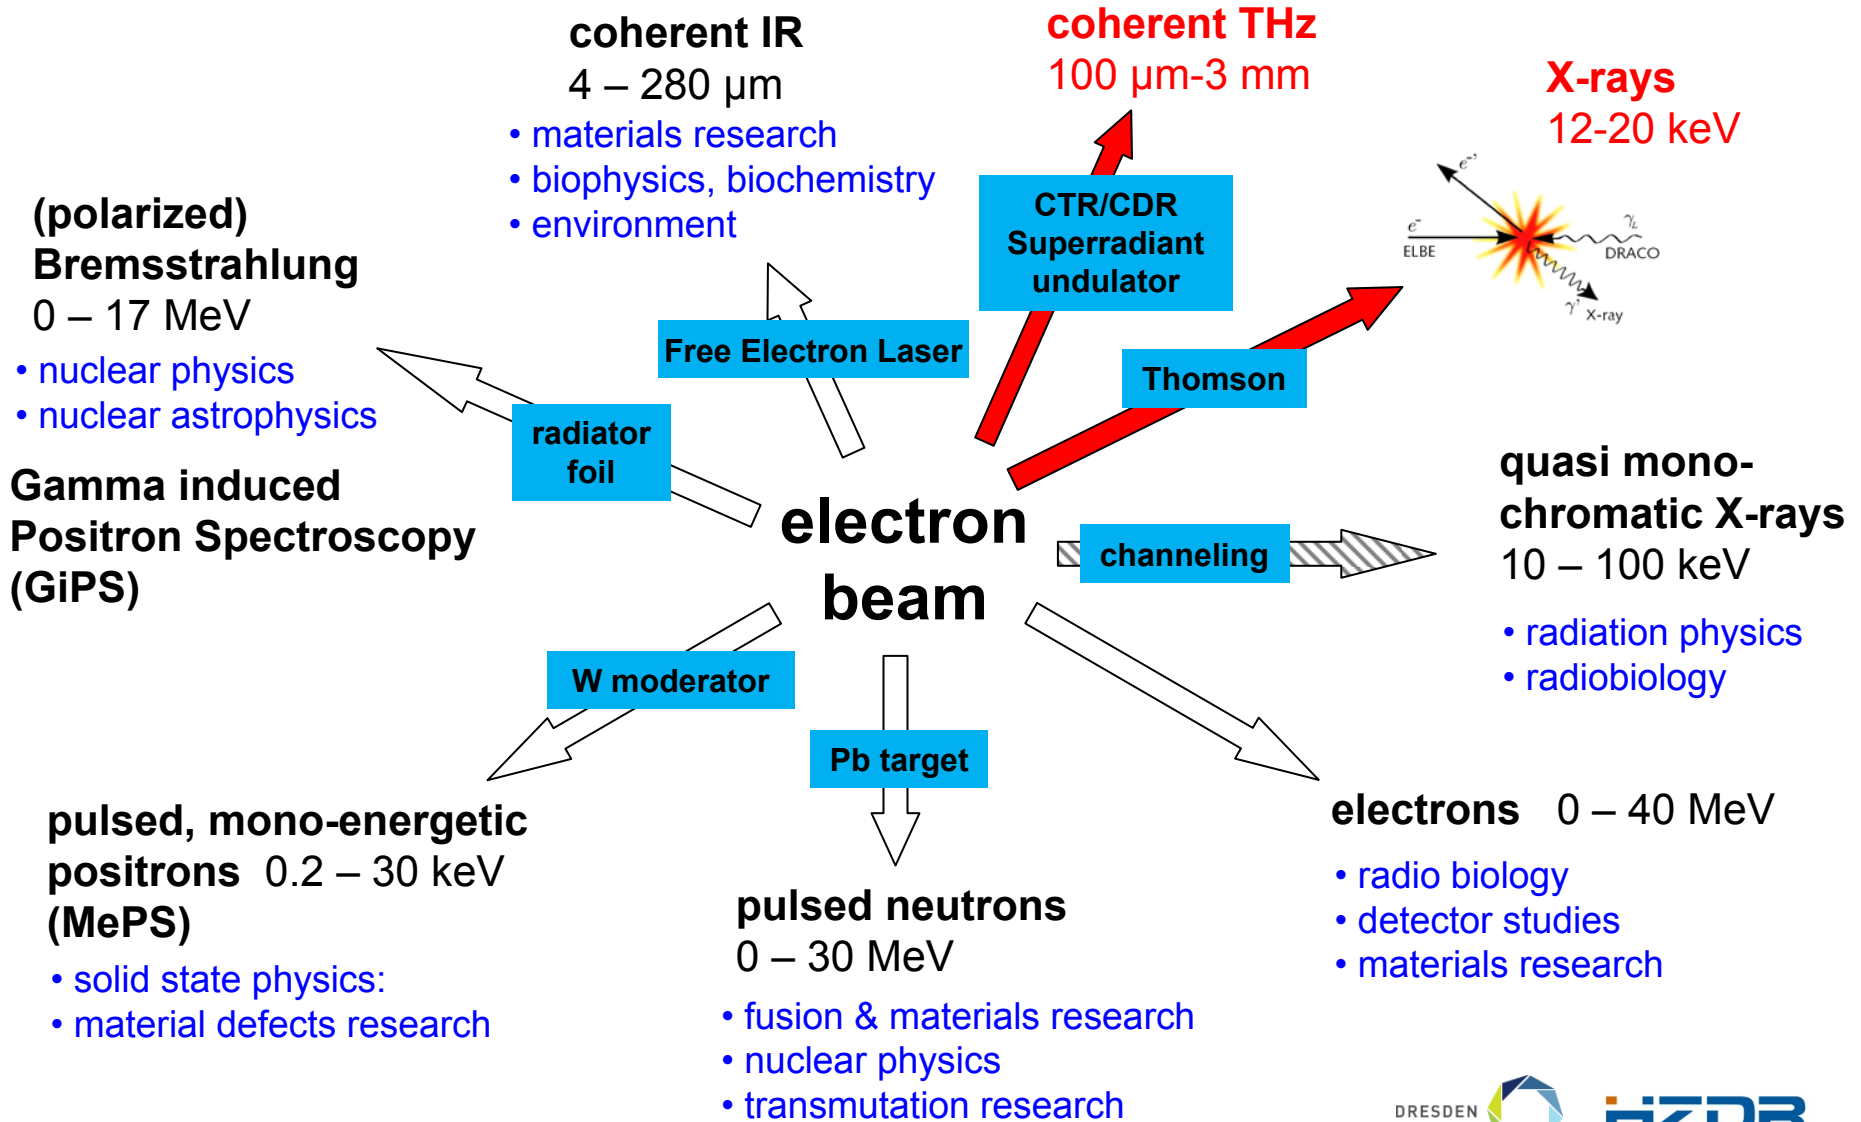 coherent IR
4 – 280 µm
• materials research
• biophysics, biochemistry
• environment
coherent THz
100 µm-3 mm
X-rays
12-20 keV
e⁻'
e⁻
ELBE
γL
DRACO
γ'
X-ray
(polarized)
Bremsstrahlung
0 – 17 MeV
• nuclear physics
• nuclear astrophysics
Gamma induced
Positron Spectroscopy
(GiPS)
CTR/CDR
Superradiant
undulator
Free Electron Laser
Thomson
radiator
foil
electron
beam
channeling
quasi mono-
chromatic X-rays
10 – 100 keV
• radiation physics
• radiobiology
W moderator
Pb target
pulsed, mono-energetic
positrons 0.2 – 30 keV
(MePS)
• solid state physics:
• material defects research
pulsed neutrons
0 – 30 MeV
• fusion & materials research
• nuclear physics
• transmutation research
electrons 0 – 40 MeV
• radio biology
• detector studies
• materials research
DRESDEN
HZDR